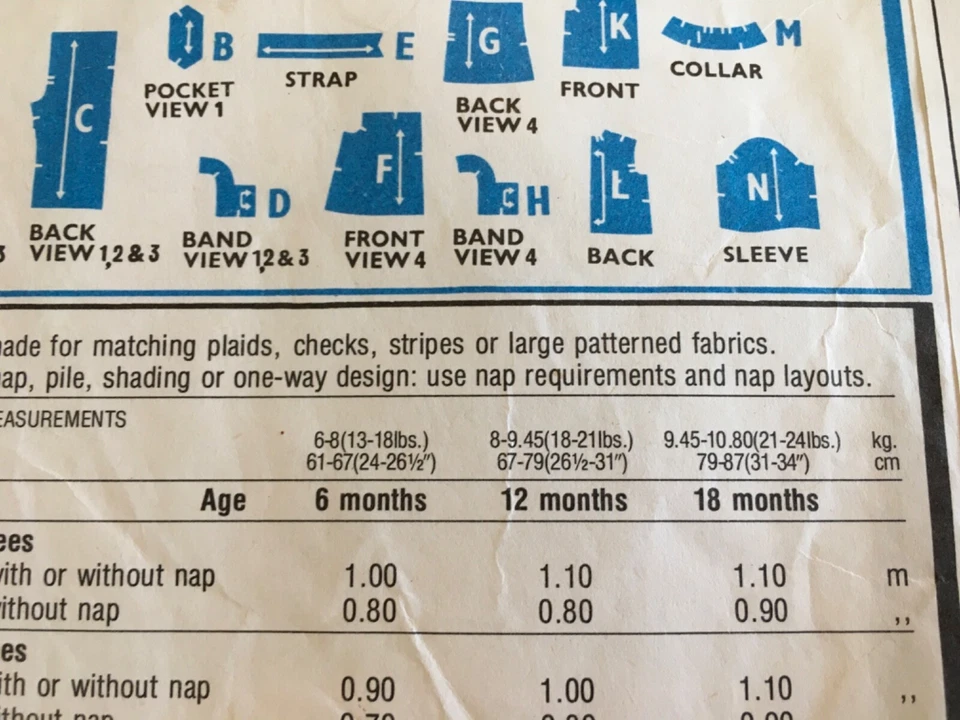 B
E
G
K
M
POCKET
VIEW 1
STRAP
BACK
VIEW 4
FRONT
COLLAR
C
D
F
H
L
N
3
BACK
VIEW 1,2 & 3
BAND
VIEW 1,2 & 3
FRONT
VIEW 4
BAND
VIEW 4
BACK
SLEEVE
for matching plaids, checks, stripes or large patterned fabrics.
pile, shading or one-way design: use nap requirements and nap layouts.
EASUREMENTS
6-8(13-18lbs.) 8-9.45(18-21lbs.) 9.45-10.80(21-24lbs.) kg.
61-67(24-26½″) 67-79(26½-31″) 79-87(31-34″) cm
Age 6 months 12 months 18 months
ees
with or without nap 1.00 1.10 1.10 m
without nap 0.80 0.80 0.90 ,,
es
ith or without nap 0.90 1.00 1.10 ,,